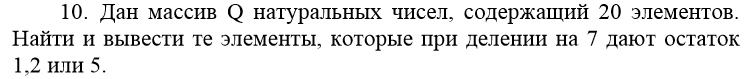 10. Дан массив Q натуральных чисел, содержащий 20 элементов.
Найти и вывести те элементы, которые при делении на 7 дают остаток
1,2 или 5.